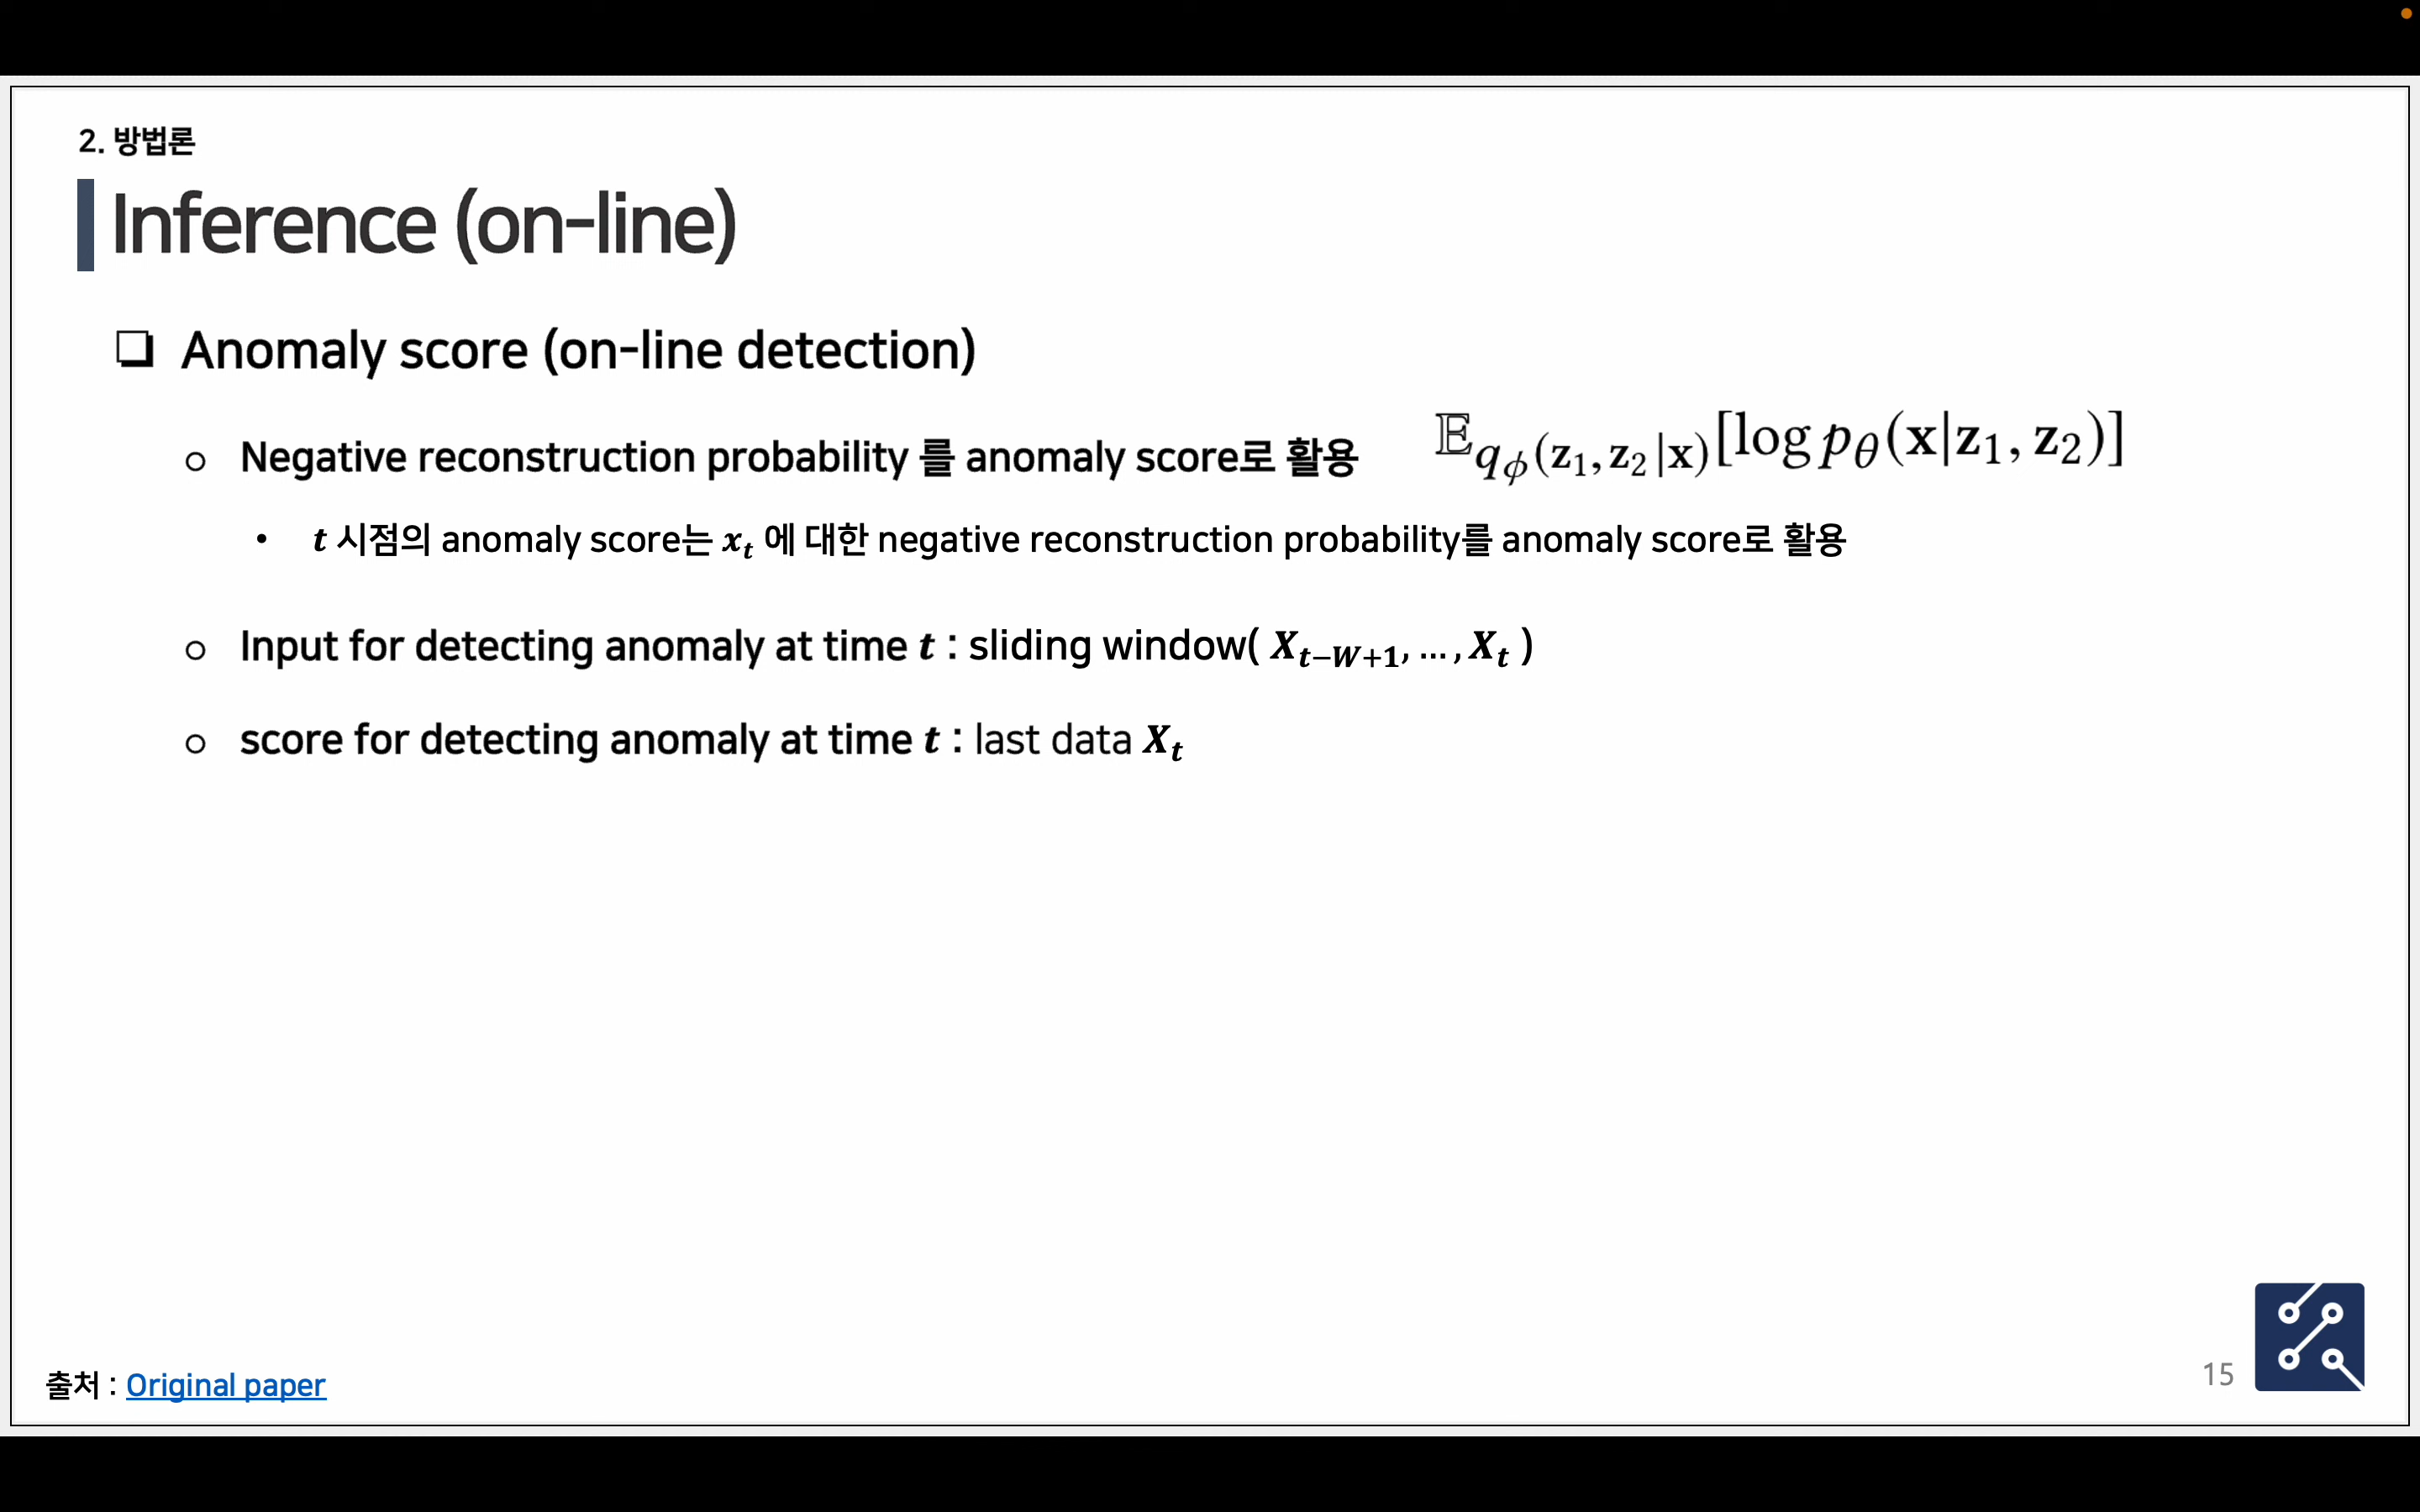 2. 방법론
Inference (on-line)
❏ Anomaly score (on-line detection)
○ Negative reconstruction probability 를 anomaly score로 활용 𝔼_{q_ϕ(z₁, z₂|x)}[log p_θ(x|z₁, z₂)]
• t 시점의 anomaly score는 x_t 에 대한 negative reconstruction probability를 anomaly score로 활용
○ Input for detecting anomaly at time t : sliding window( X_{t−W+1}, … , X_t )
○ score for detecting anomaly at time t : last data X_t
출처 : Original paper
15